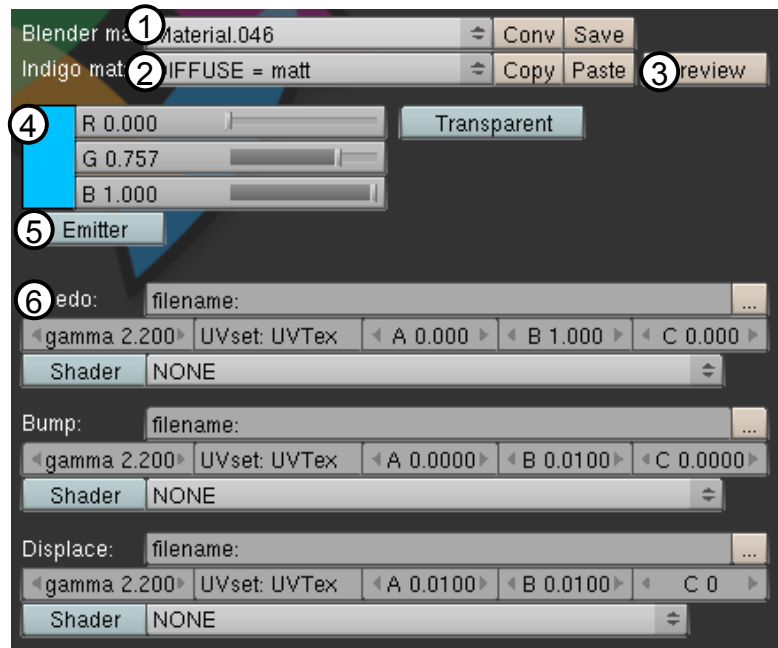 1
Blender ma Material.046 Conv Save
Indigo mat: 2 DIFFUSE = matt Copy Paste 3 review
4 R 0.000 Transparent
G 0.757
B 1.000
5 Emitter
6 edo: filename: ...
gamma 2.200 UVset: UVTex A 0.000 B 1.000 C 0.000
Shader NONE
Bump: filename: ...
gamma 2.200 UVset: UVTex A 0.0000 B 0.0100 C 0.0000
Shader NONE
Displace: filename: ...
gamma 2.200 UVset: UVTex A 0.0100 B 0.0100 C 0
Shader NONE